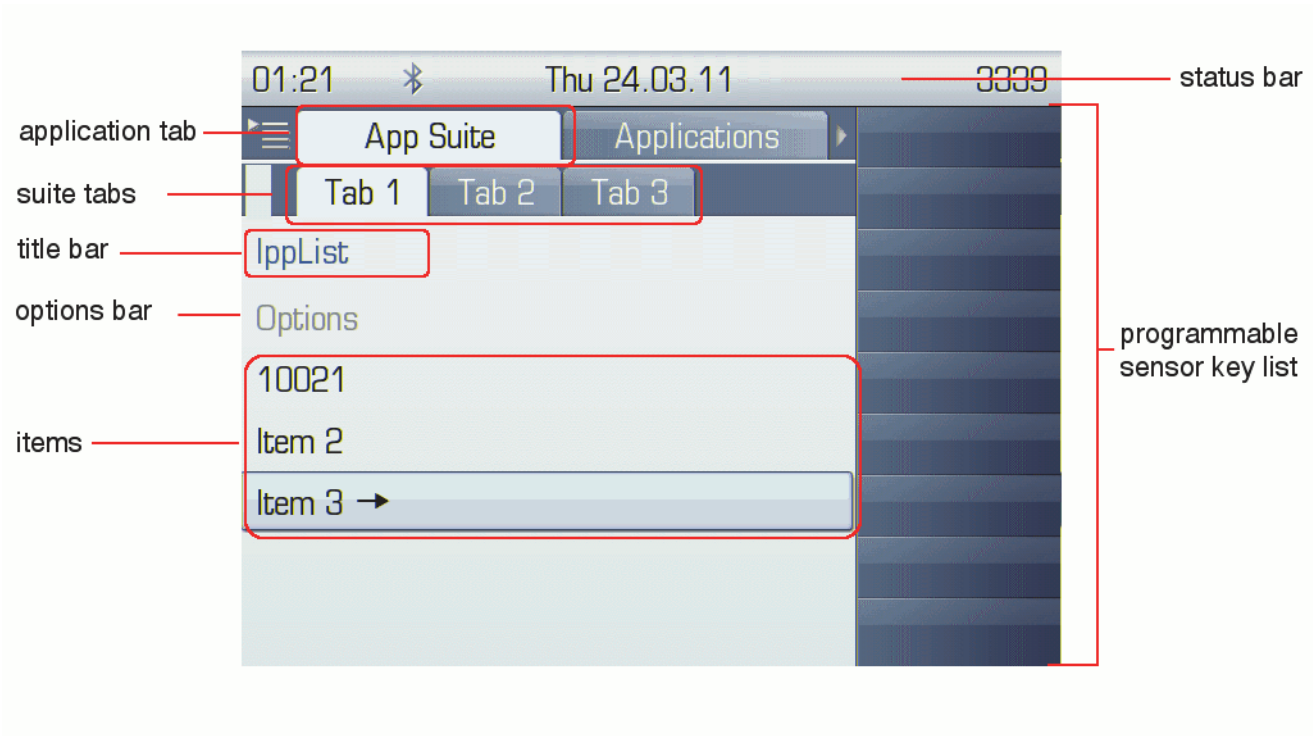 01:21 Thu 24.03.11 3339
status bar
application tab
App Suite Applications
suite tabs
Tab 1 Tab 2 Tab 3
title bar
IppList
options bar
Options
programmable
sensor key list
10021
items
Item 2
Item 3 →